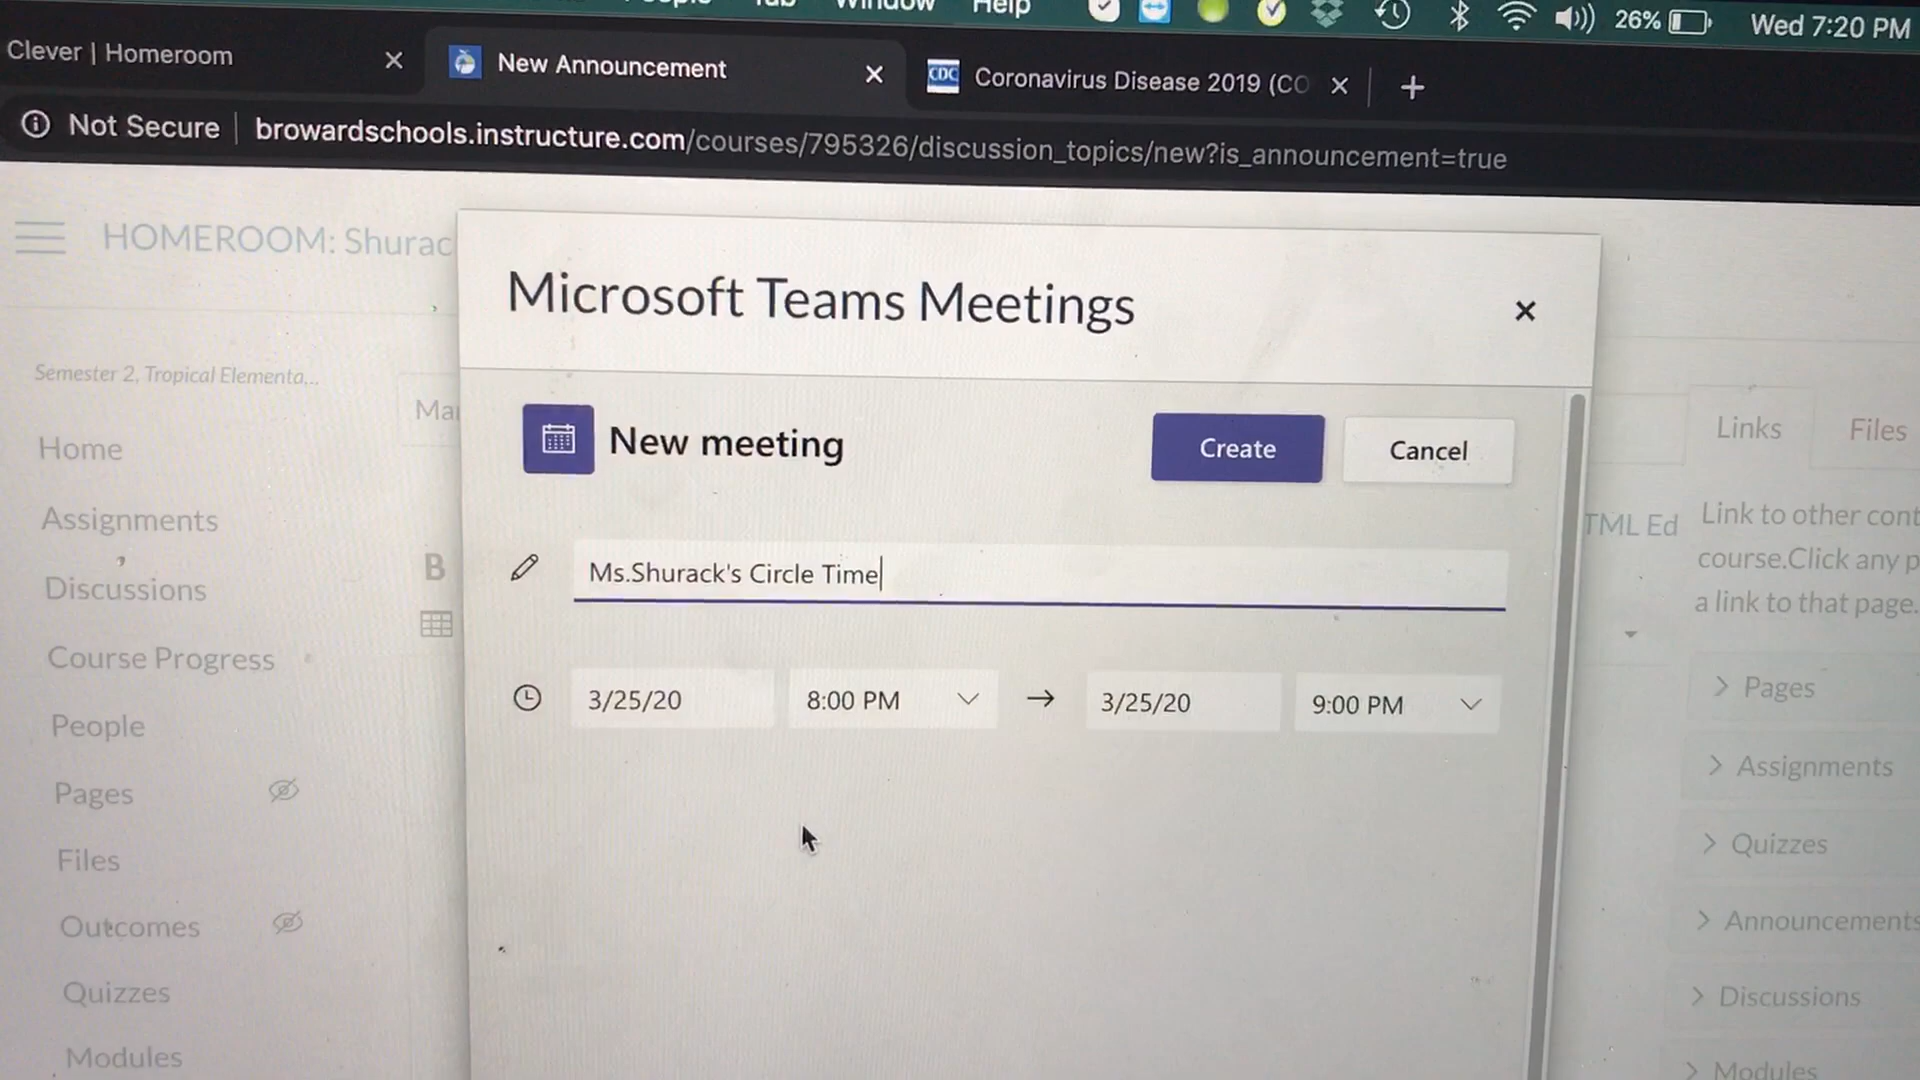 People Tab Window Help 26% Wed 7:20 PM
Clever | Homeroom
New Announcement
CDC Coronavirus Disease 2019 (CO
Not Secure browardschools.instructure.com/courses/795326/discussion_topics/new?is_announcement=true
HOMEROOM: Shurac
Semester 2, Tropical Elementa...
Home
Assignments
Discussions
Course Progress
People
Pages
Files
Outcomes
Quizzes
Modules
B
Microsoft Teams Meetings
New meeting
Create
Cancel
Ms.Shurack's Circle Time
3/25/20 8:00 PM → 3/25/20 9:00 PM
Links Files
TML Ed
Link to other cont
course.Click any p
a link to that page.
Pages
Assignments
Quizzes
Announcements
Discussions
Modules